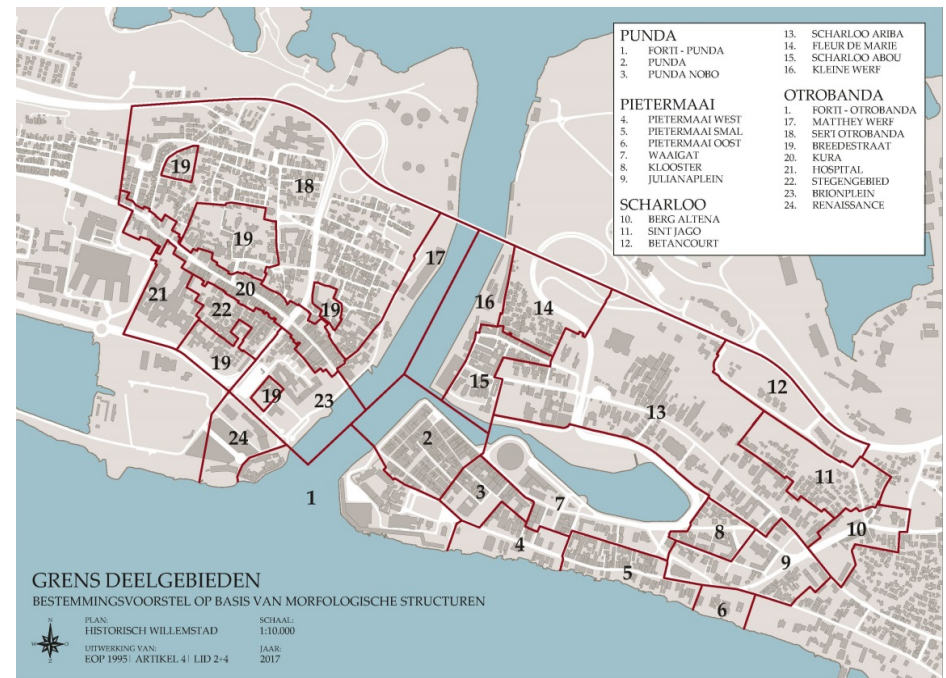 PUNDA
1. FORTI - PUNDA
2. PUNDA
3. PUNDA NOBO
PIETERMAAI
4. PIETERMAAI WEST
5. PIETERMAAI SMAL
6. PIETERMAAI OOST
7. WAAIGAT
8. KLOOSTER
9. JULIANAPLEIN
SCHARLOO
10. BERG ALTENA
11. SINT JAGO
12. BETANCOURT
13. SCHARLOO ARIBA
14. FLEUR DE MARIE
15. SCHARLOO ABOU
16. KLEINE WERF
OTROBANDA
1. FORTI - OTROBANDA
17. MATTHEY WERF
18. SERT OTROBANDA
19. BREEDESTRAAT
20. KURA
21. HOSPITAL
22. STEGENGEBIED
23. BRIONPLEIN
24. RENAISSANCE
19
18
19
17
20
21
16
22
19
14
19
15
12
19
23
13
24
2
11
3
1
7
10
4
8
9
5
6
GRENS DEELGEBIEDEN
BESTEMMINGSVOORSTEL OP BASIS VAN MORFOLOGISCHE STRUCTUREN
N
W
O
Z
PLAN:
HISTORISCH WILLEMSTAD
SCHAAL:
1:10.000
UITWERKING VAN:
EOP 1995| ARTIKEL 4| LID 2+4
JAAR:
2017